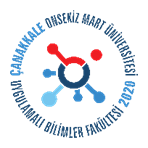 ÇANAKKALE ONSEKİZ MART ÜNİVERSİTESİ
UYGULAMALI BİLİMLER FAKÜLTESİ 2020